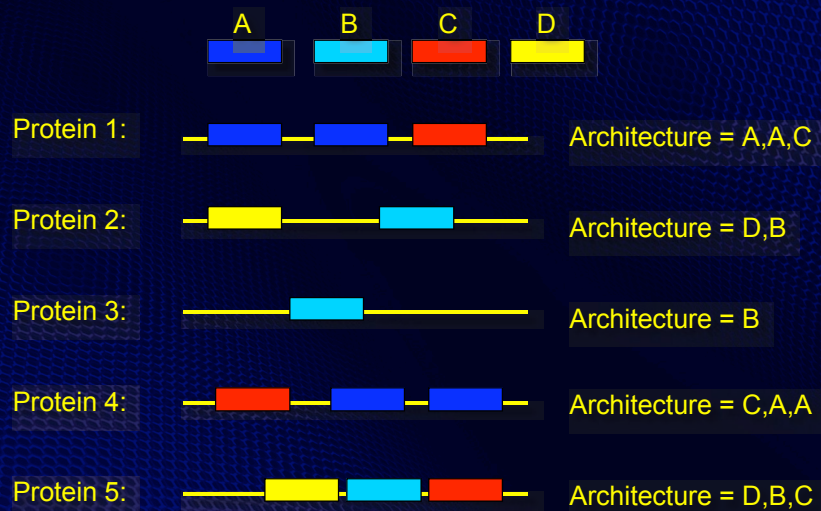 A B C D
Protein 1: Architecture = A,A,C
Protein 2: Architecture = D,B
Protein 3: Architecture = B
Protein 4: Architecture = C,A,A
Protein 5: Architecture = D,B,C